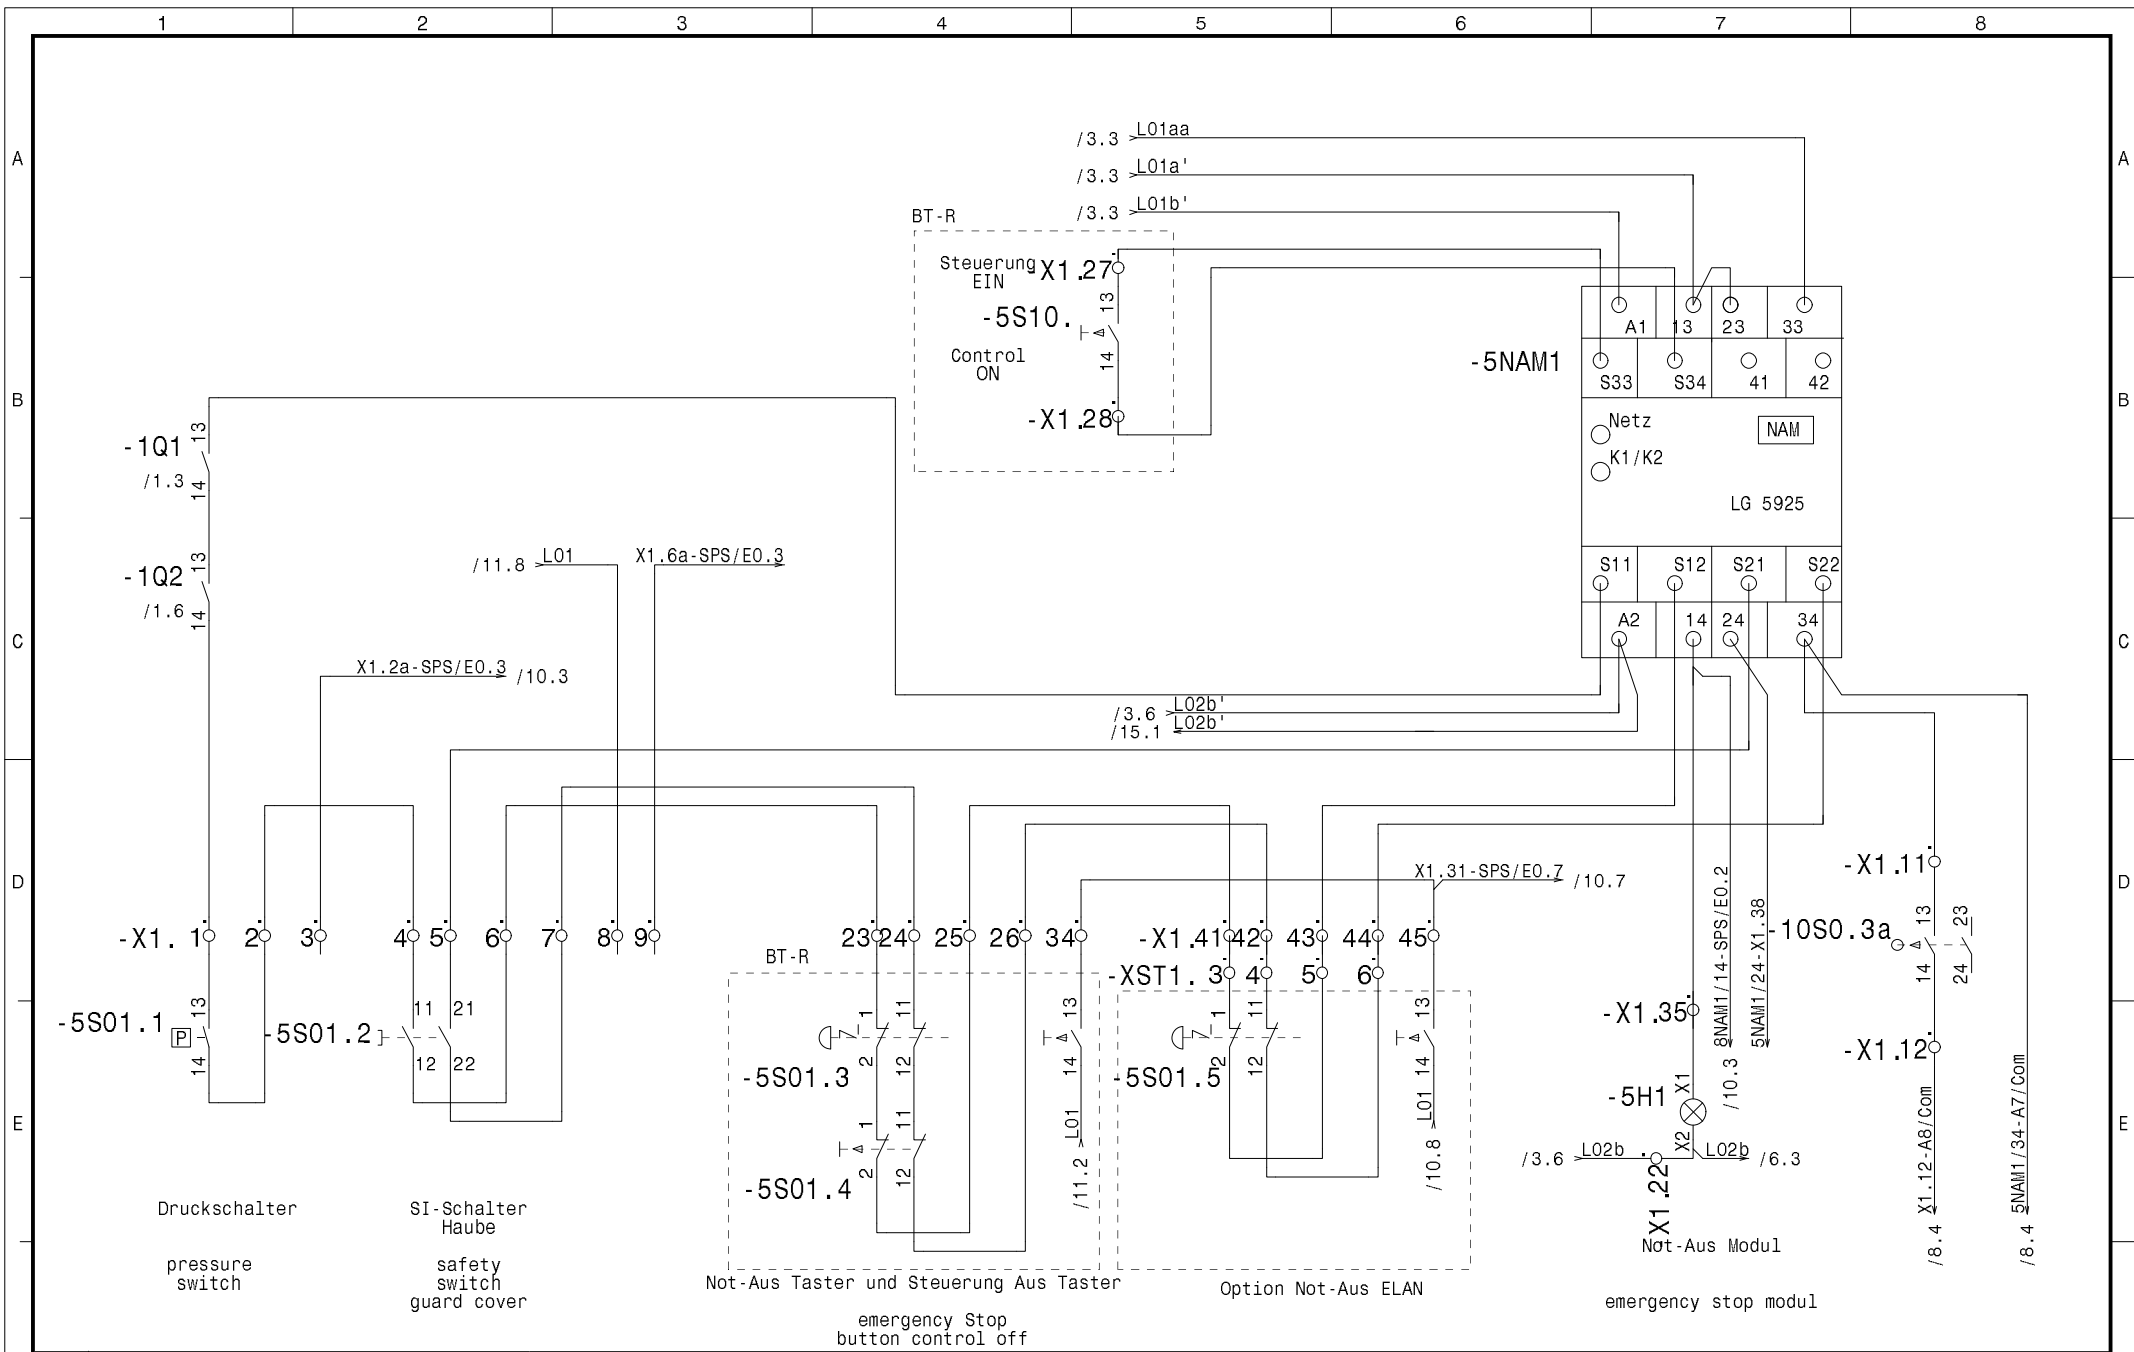 1 2 3 4 5 6 7 8
A A
B B
C C
D D
E E
/3.3 L01aa
/3.3 L01a'
/3.3 L01b'
BT-R
Steuerung
EIN
-X1.27
13
-5S10.
14
Control
ON
-X1.28
-5NAM1
A1 13 23 33
S33 S34 41 42
Netz
K1/K2
NAM
LG 5925
S11 S12 S21 S22
A2 14 24 34
-1Q1 13
/1.3 14
-1Q2 13
/1.6 14
/11.8 L01
X1.6a-SPS/E0.3
X1.2a-SPS/E0.3 /10.3
/3.6 L02b'
/15.1 L02b'
X1.31-SPS/E0.7 /10.7
-X1. 1 2 3 4 5 6 7 8 9 23 24 25 26 34
-X1. 41 42 43 44 45
-XST1. 3 4 5 6
BT-R
-5S01.1 P 13 14
-5S01.2 11 21
12 22
-5S01.3 1 11
2 12
-5S01.4 1 11
2 12
13 14 L01 /11.2
-5S01.5 1 11
2 12
13 14 L01 /10.8
8NAM1/14-SPS/E0.2 /10.3
5NAM1/24-X1.38
-X1.35
-5H1 X1 X2
/3.6 L02b
L02b /6.3
-X1.22
-X1.11
-10S0.3a 13 23
14 24
-X1.12
X1.12-A8/Com /8.4
5NAM1/34-A7/Com /8.4
Druckschalter
pressure
switch
SI-Schalter
Haube
safety
switch
guard cover
Not-Aus Taster und Steuerung Aus Taster
emergency Stop
button control off
Option Not-Aus ELAN
Not-Aus Modul
emergency stop modul